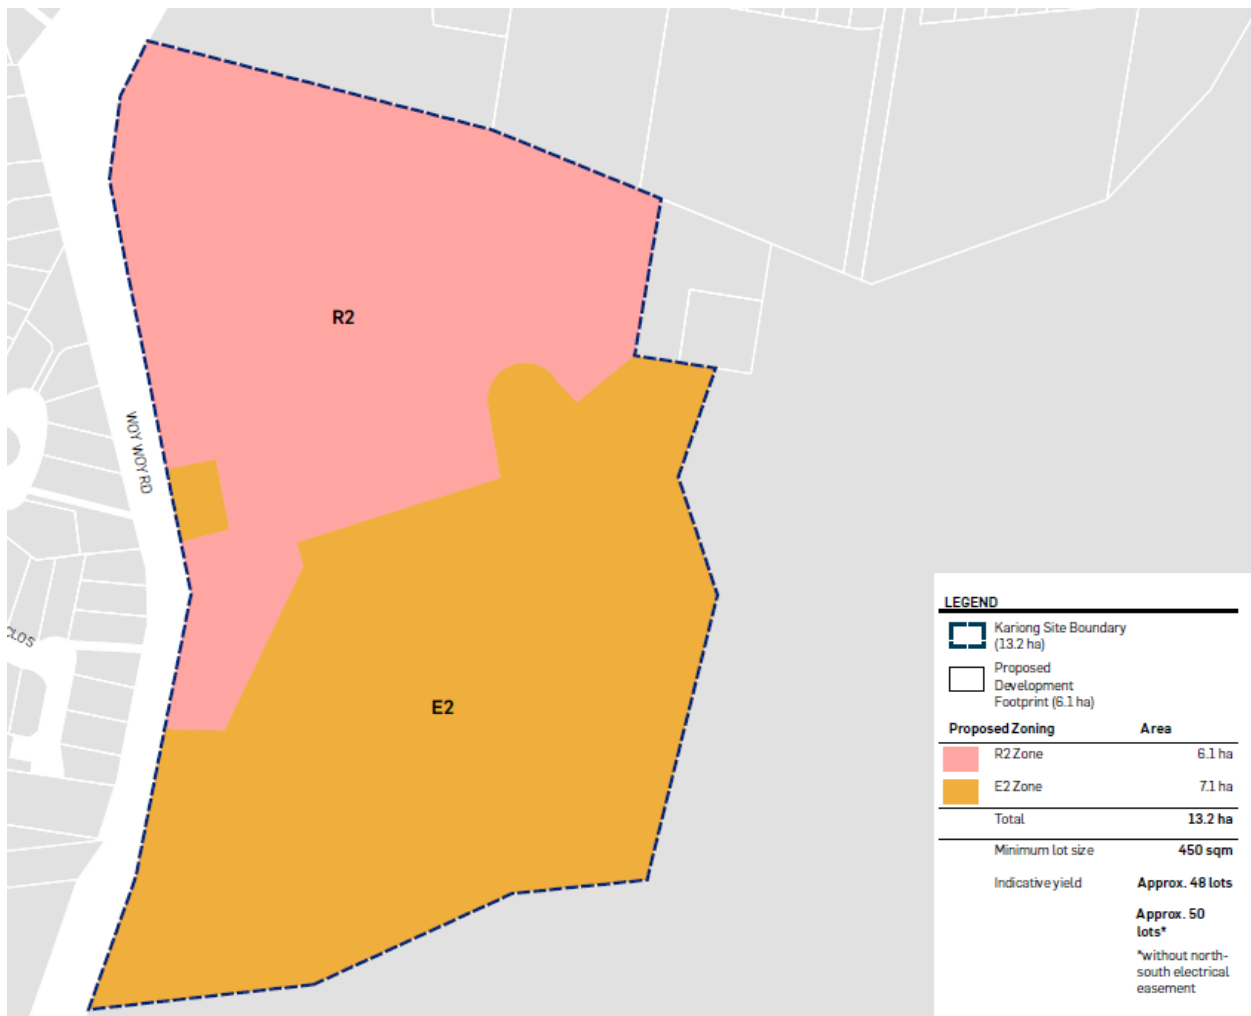 R2
WOY WOY RD
CLOS
E2
LEGEND
Kariong Site Boundary
(13.2 ha)
Proposed
Development
Footprint (6.1 ha)
Proposed Zoning Area
R2 Zone 6.1 ha
E2 Zone 7.1 ha
Total 13.2 ha
Minimum lot size 450 sqm
Indicative yield Approx. 48 lots
Approx. 50
lots*
*without north-
south electrical
easement